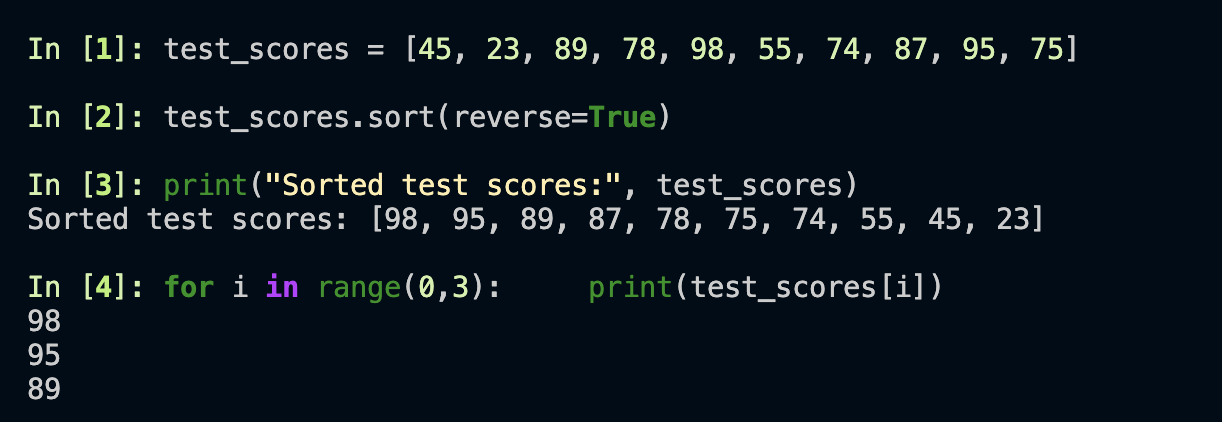 In [1]: test_scores = [45, 23, 89, 78, 98, 55, 74, 87, 95, 75]
In [2]: test_scores.sort(reverse=True)
In [3]: print("Sorted test scores:", test_scores)
Sorted test scores: [98, 95, 89, 87, 78, 75, 74, 55, 45, 23]
In [4]: for i in range(0,3):     print(test_scores[i])
98
95
89